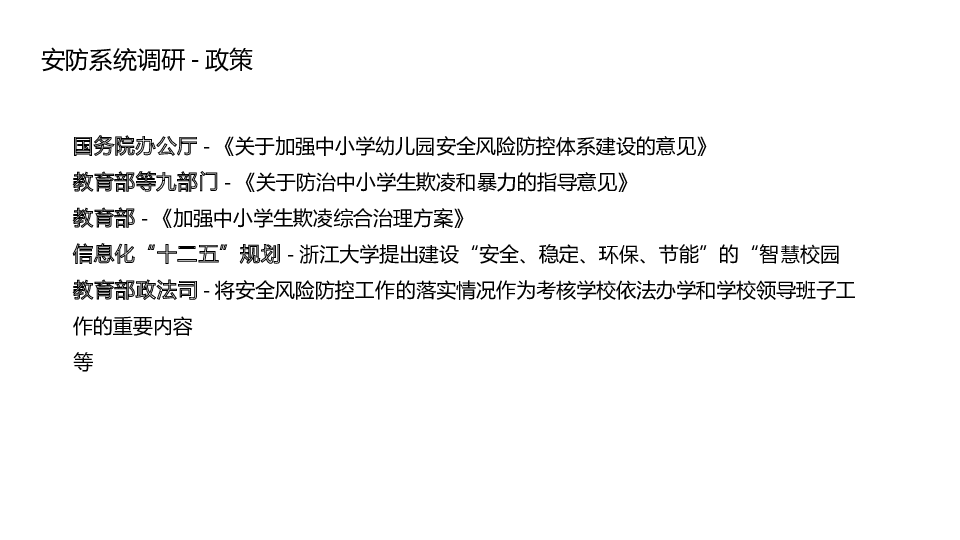 安防系统调研 - 政策
国务院办公厅 - 《关于加强中小学幼儿园安全风险防控体系建设的意见》
教育部等九部门 - 《关于防治中小学生欺凌和暴力的指导意见》
教育部 - 《加强中小学生欺凌综合治理方案》
信息化“十二五”规划 - 浙江大学提出建设“安全、稳定、环保、节能”的“智慧校园
教育部政法司 - 将安全风险防控工作的落实情况作为考核学校依法办学和学校领导班子工
作的重要内容
等